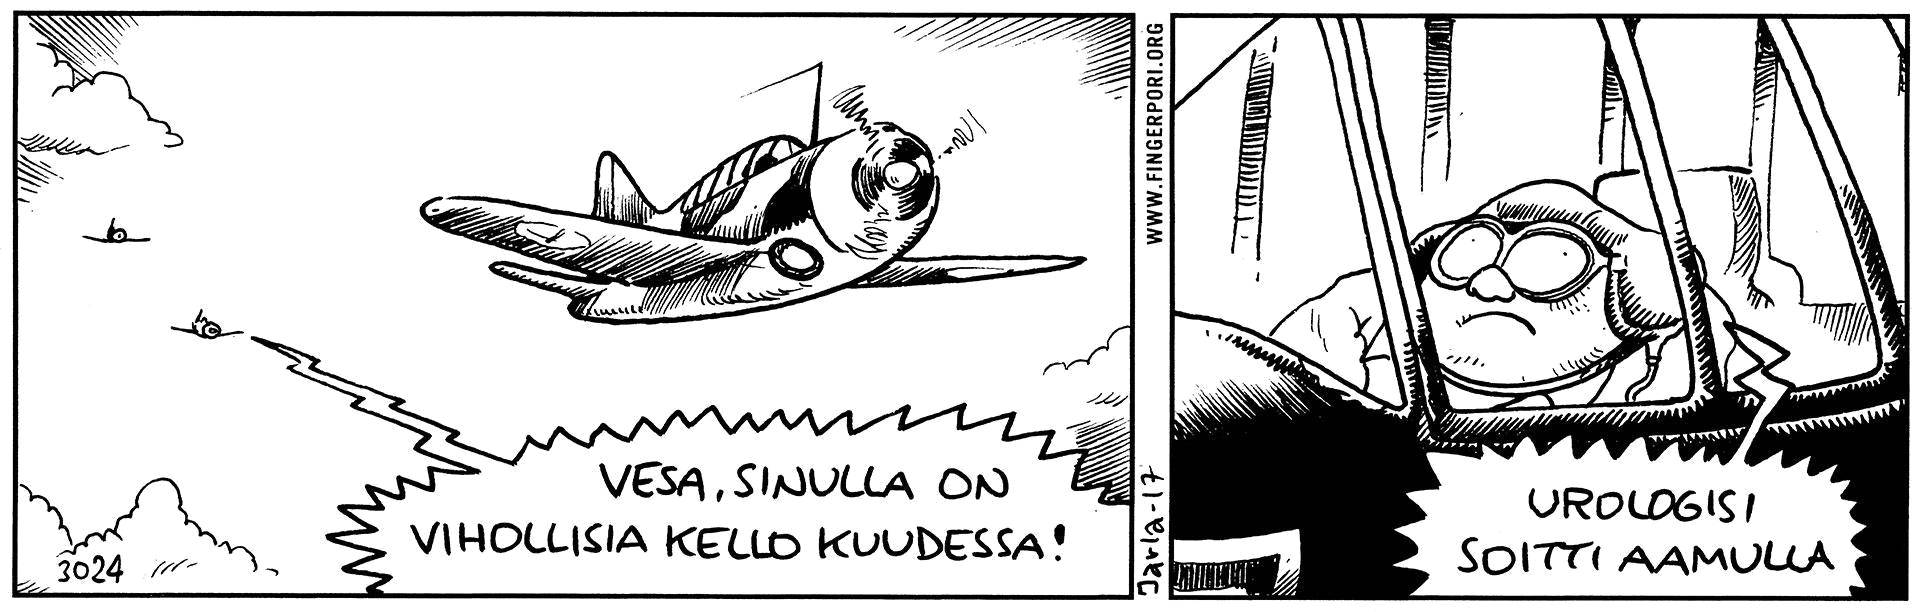 VESA, SINULLA ON
VIHOLLISIA KELLO KUUDESSA!
3024
WWW.FINGERPORI.ORG
Jarla-17
UROLOGISI
SOITTI AAMULLA